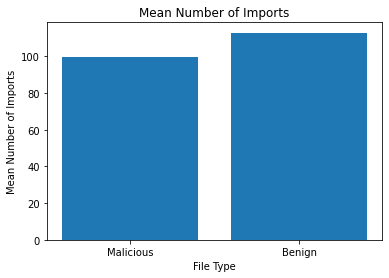 Mean Number of Imports
Mean Number of Imports
100
80
60
40
20
0
Malicious
Benign
File Type